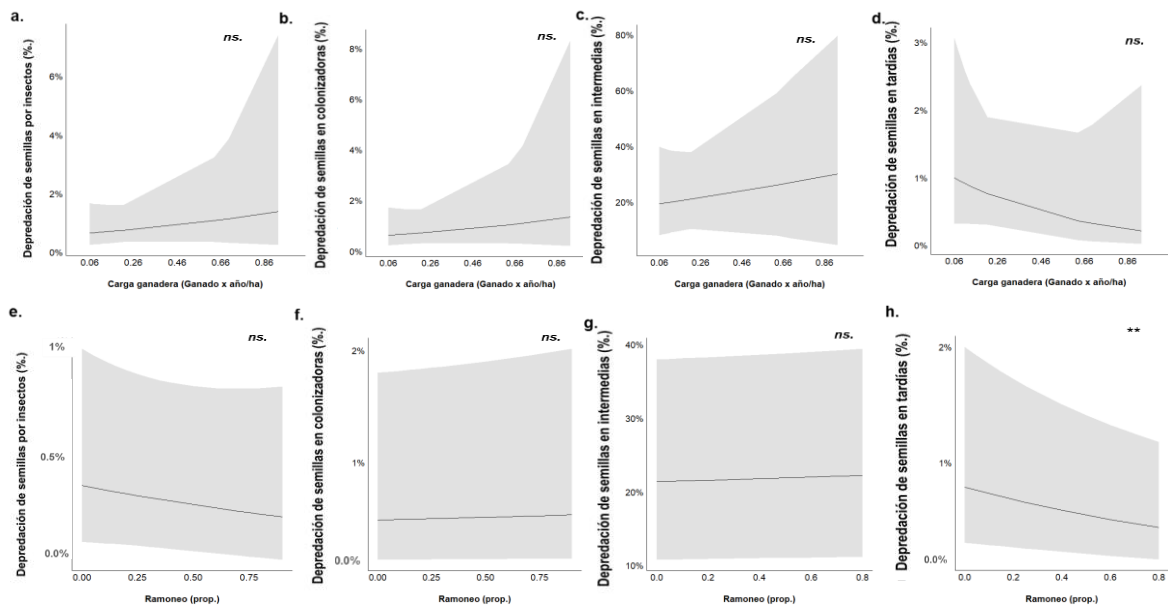 a.
Depredación de semillas por insectos (%.)
ns.
6%
4%
2%
0%
0.06 0.26 0.46 0.66 0.86
Carga ganadera (Ganado x año/ha)
b.
Depredación de semillas en colonizadoras (%.)
ns.
8%
6%
4%
2%
0%
0.06 0.26 0.46 0.66 0.86
Carga ganadera (Ganado x año/ha)
c.
Depredación de semillas en intermedias (%.)
ns.
80%
60%
40%
20%
0.06 0.26 0.46 0.66 0.86
Carga ganadera (Ganado x año/ha)
d.
Depredación de semillas en tardías (%.)
ns.
3%
2%
1%
0%
0.06 0.26 0.46 0.66 0.86
Carga ganadera (Ganado x año/ha)
e.
Depredación de semillas por insectos (%.)
ns.
1%
0.5%
0.0%
0.00 0.25 0.50 0.75
Ramoneo (prop.)
f.
Depredación de semillas en colonizadoras (%.)
ns.
2%
1%
0.0%
0.00 0.25 0.50 0.75
Ramoneo (prop.)
g.
Depredación de semillas en intermedias (%.)
ns.
40%
30%
20%
10%
0.0 0.2 0.4 0.6 0.8
Ramoneo (prop.)
h.
Depredación de semillas en tardías (%.)
**
2%
1%
0.0%
0.0 0.2 0.4 0.6 0.8
Ramoneo (prop.)